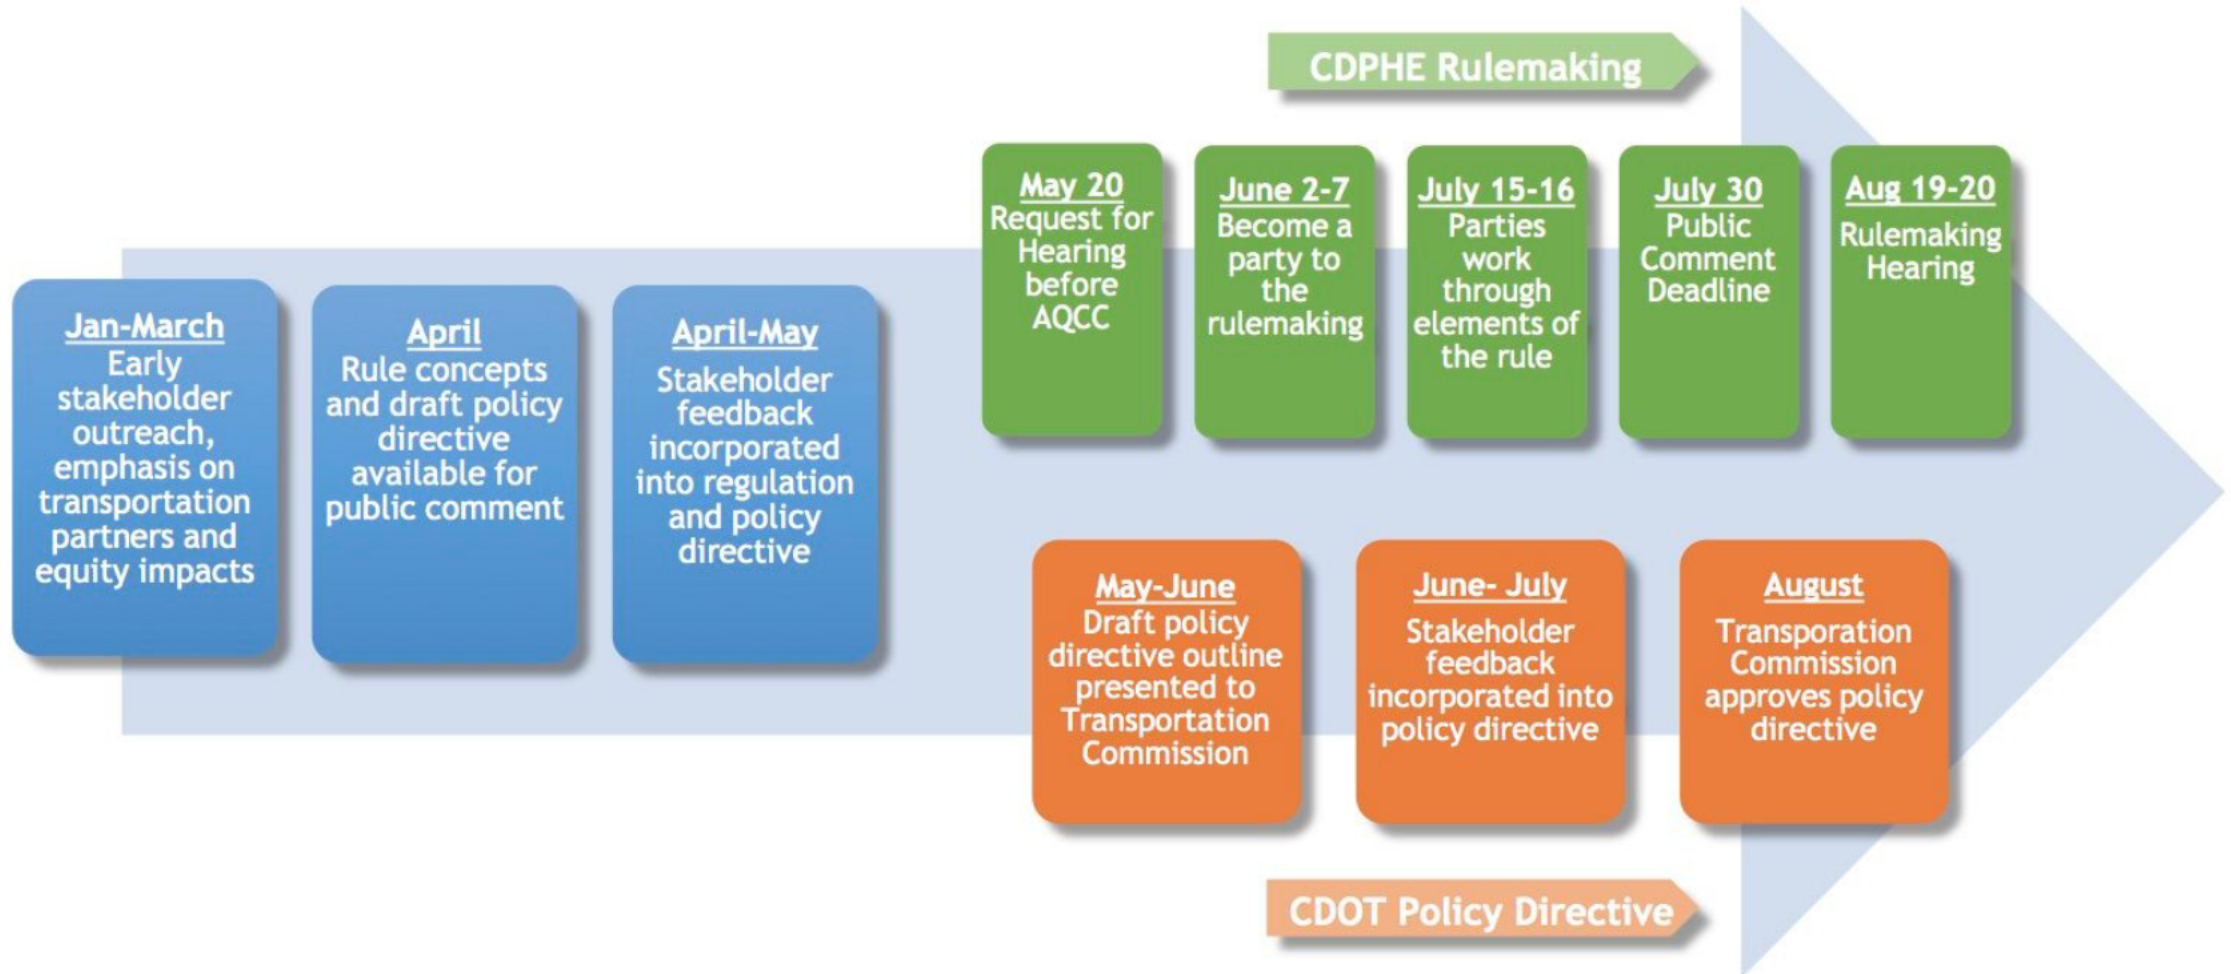 CDPHE Rulemaking
Jan-March
Early
stakeholder
outreach,
emphasis on
transportation
partners and
equity impacts
April
Rule concepts
and draft policy
directive
available for
public comment
April-May
Stakeholder
feedback
incorporated
into regulation
and policy
directive
May 20
Request for
Hearing
before
AQCC
June 2-7
Become a
party to
the
rulemaking
July 15-16
Parties
work
through
elements of
the rule
July 30
Public
Comment
Deadline
Aug 19-20
Rulemaking
Hearing
May-June
Draft policy
directive outline
presented to
Transportation
Commission
June- July
Stakeholder
feedback
incorporated into
policy directive
August
Transporation
Commission
approves policy
directive
CDOT Policy Directive